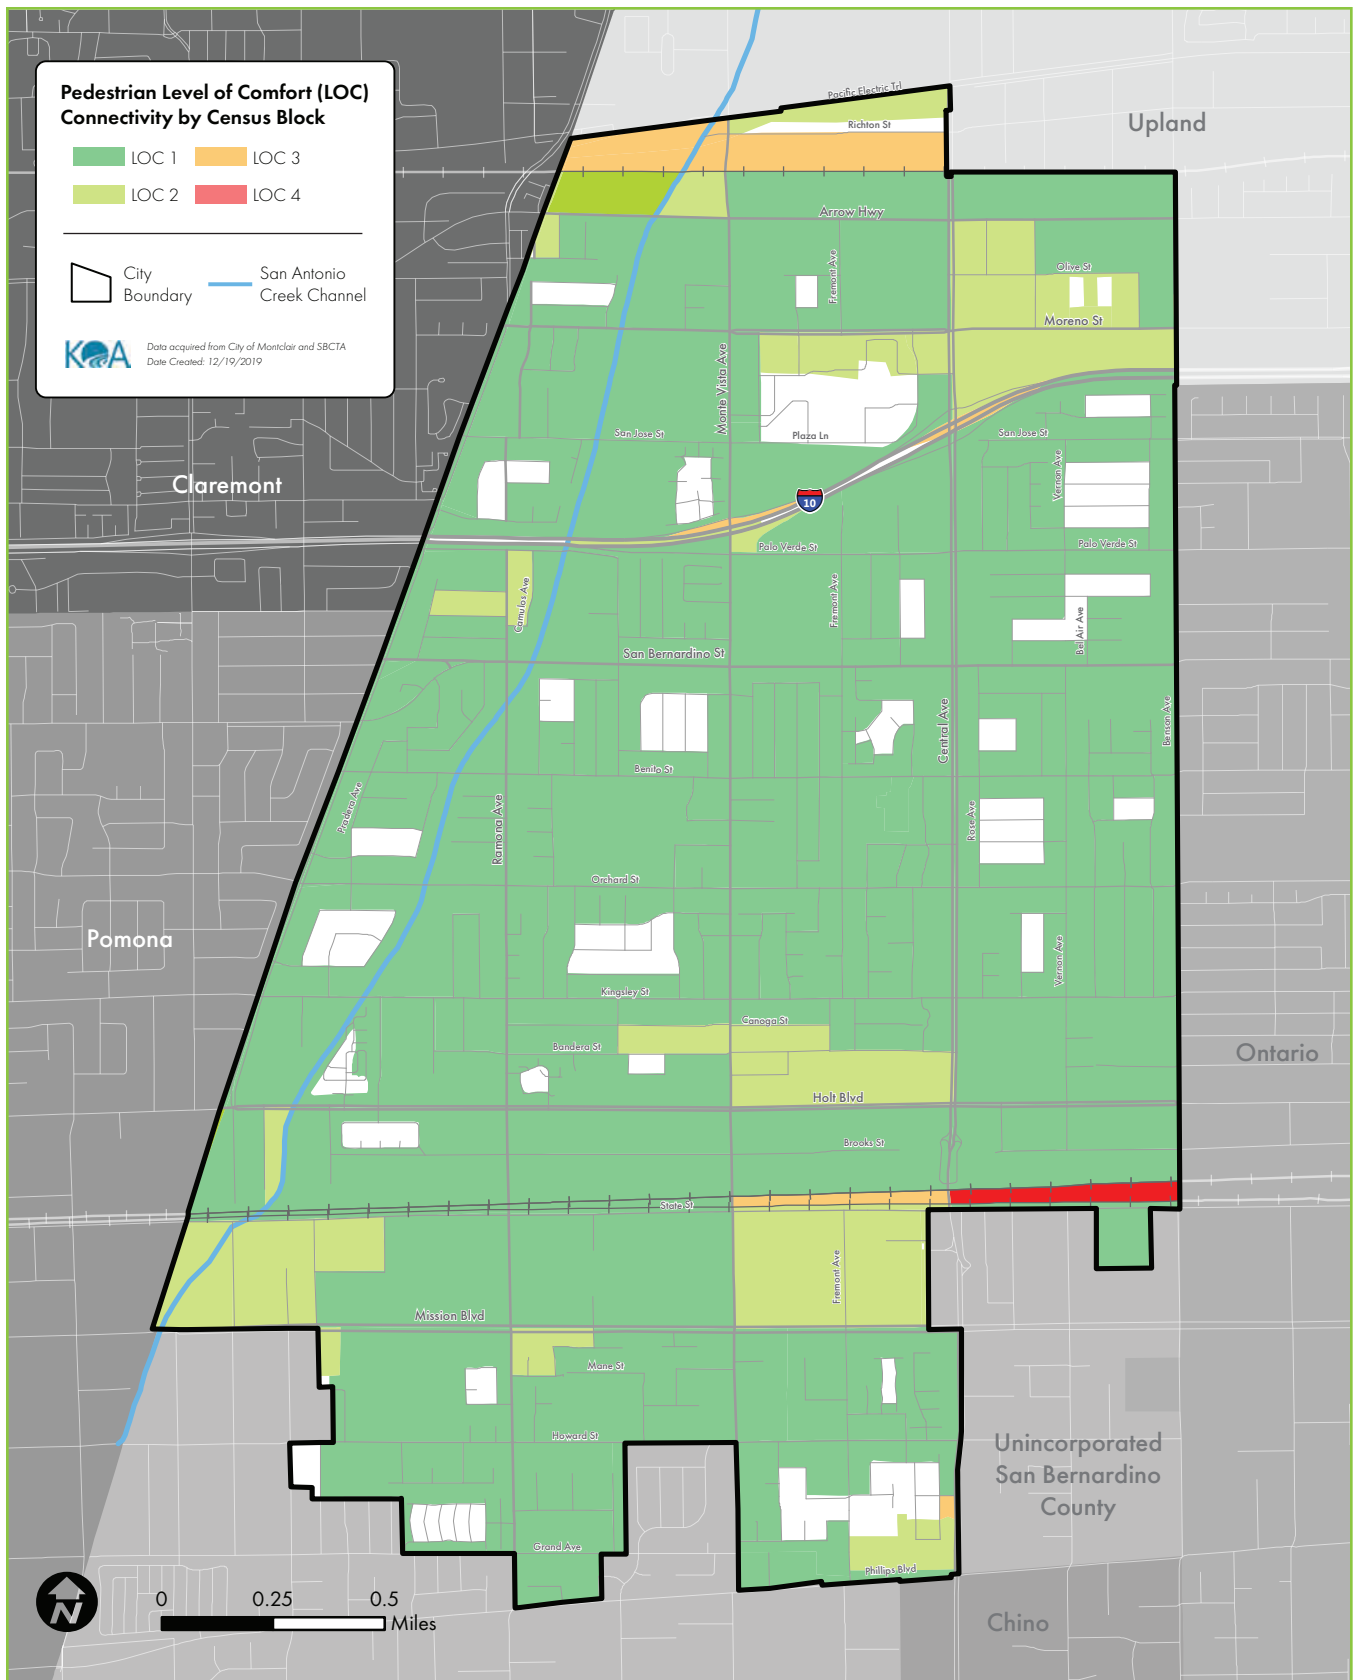 Pedestrian Level of Comfort (LOC)
Connectivity by Census Block
LOC 1
LOC 3
LOC 2
LOC 4
City
Boundary
San Antonio
Creek Channel
KOA
Data acquired from City of Montclair and SBCTA
Date Created: 12/19/2019
Pacific Electric Trl
Richton St
Upland
Arrow Hwy
Fremont Ave
Olive St
Moreno St
Monte Vista Ave
San Jose St
Plaza Ln
San Jose St
Claremont
Vernon Ave
10
Palo Verde St
Palo Verde St
Camulos Ave
Fremont Ave
Bel Air Ave
San Bernardino St
Central Ave
Benson Ave
Benito St
Pradera Ave
Ramona Ave
Rose Ave
Orchard St
Pomona
Vernon Ave
Kingsley St
Canoga St
Bandera St
Ontario
Holt Blvd
Brooks St
State St
Fremont Ave
Mission Blvd
Mane St
Howard St
Unincorporated
San Bernardino
County
Grand Ave
Phillips Blvd
N
0
0.25
0.5
Miles
Chino